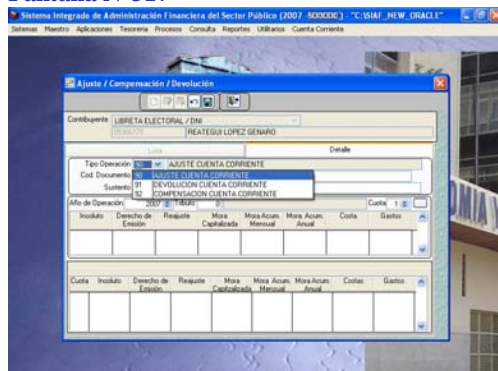 Sistema Integrado de Administración Financiera del Sector Público (2007 - "C:\SIAF_NEW_ORACLE"
Sistemas Maestro Aplicaciones Tesoreria Procesos Consulta Reportes Utilitarios Cuenta Corriente
Ajuste / Compensación / Devolución
Contribuyente LIBRETA ELECTORAL / DNI
REATEGUI LOPEZ GENARO
Lista Detalle
Tipo Operación 90 AJUSTE CUENTA CORRIENTE
Cod. Documento 90 AJUSTE CUENTA CORRIENTE
Sustento 91 DEVOLUCION CUENTA CORRIENTE
92 COMPENSACION CUENTA CORRIENTE
Año de Operación 2007 Tributo 0 Cuota 1
Insoluto Derecho de Emisión Reajuste Mora Capitalizada Mora Acum. Mensual Mora Acum. Anual Costa Gastos
Cuota Insoluto Derecho de Emisión Reajuste Mora Capitalizada Mora Acum. Mensual Mora Acum. Anual Costas Gastos